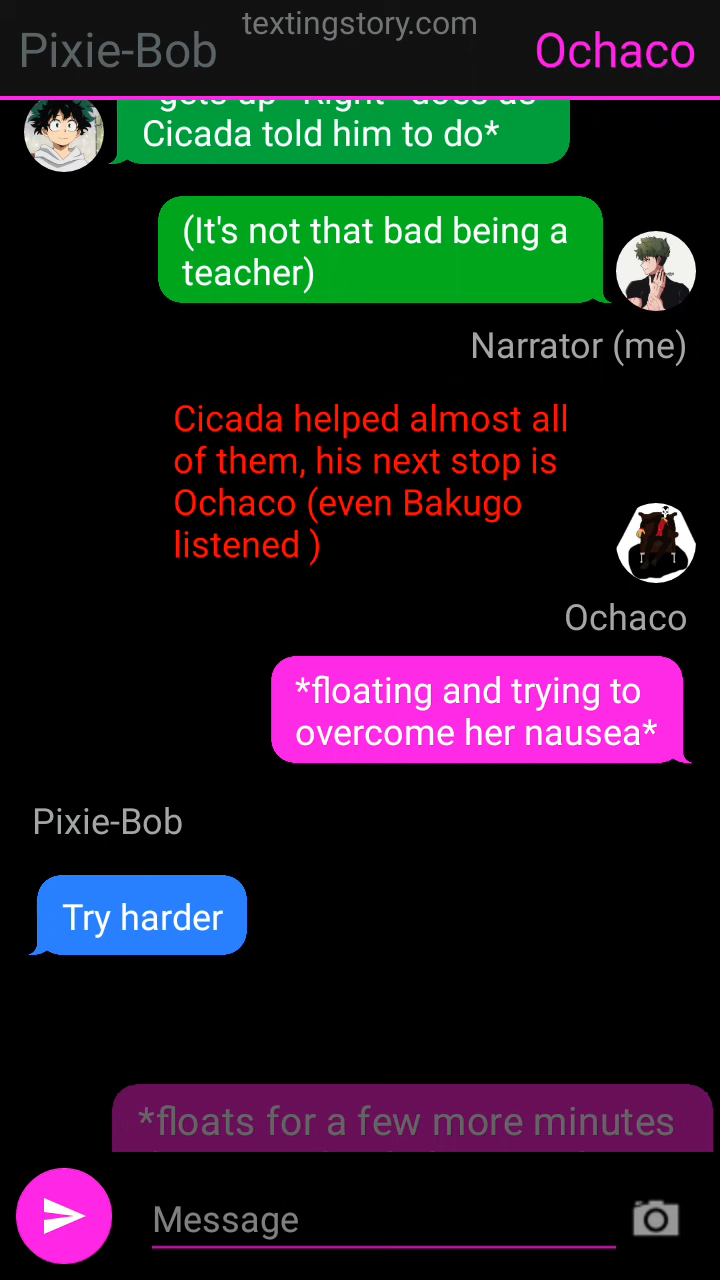 textingstory.com
Pixie-Bob
Ochaco
Cicada told him to do*
(It's not that bad being a
teacher)
Narrator (me)
Cicada helped almost all
of them, his next stop is
Ochaco (even Bakugo
listened )
Ochaco
*floating and trying to
overcome her nausea*
Pixie-Bob
Try harder
*floats for a few more minutes
Message